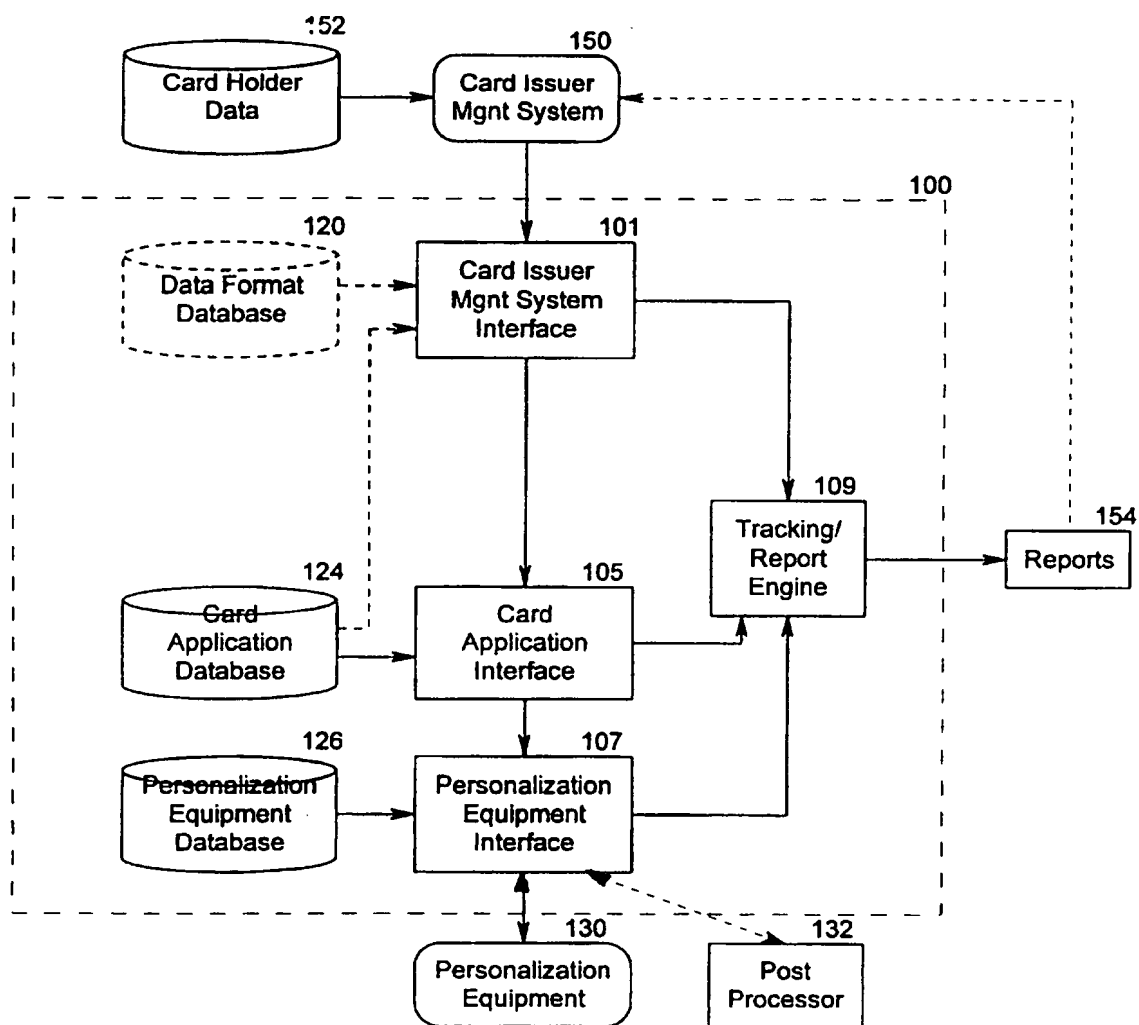 152
Card Holder
Data
150
Card Issuer
Mgnt System
100
120
Data Format
Database
101
Card Issuer
Mgnt System
Interface
109
Tracking/
Report
Engine
154
Reports
124
Card
Application
Database
105
Card
Application
Interface
126
Personalization
Equipment
Database
107
Personalization
Equipment
Interface
130
Personalization
Equipment
132
Post
Processor